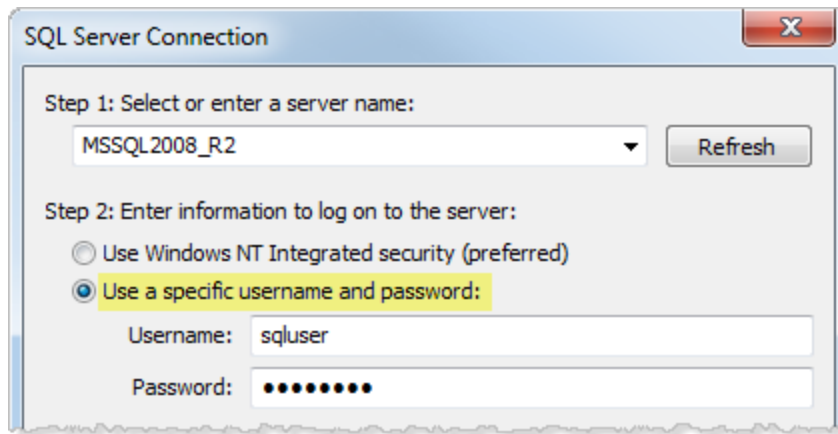 SQL Server Connection
Step 1: Select or enter a server name:
MSSQL2008_R2
Refresh
Step 2: Enter information to log on to the server:
Use Windows NT Integrated security (preferred)
Use a specific username and password:
Username: sqluser
Password: ●●●●●●●●